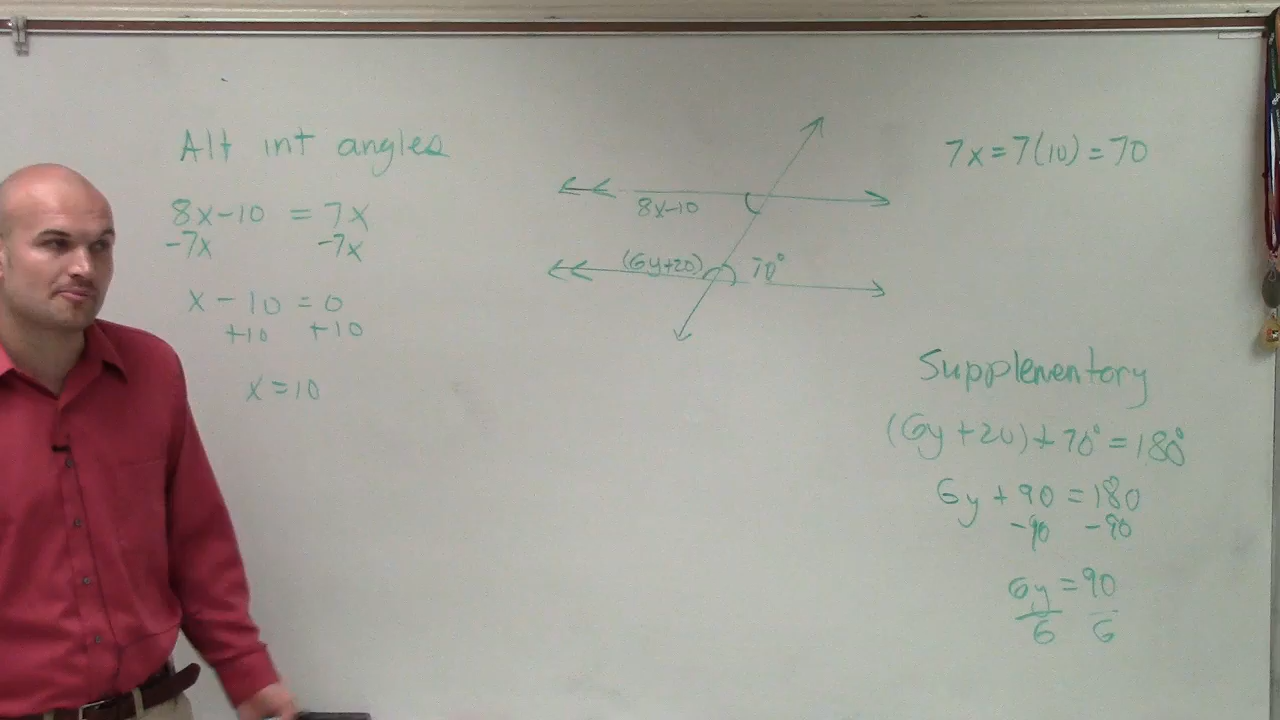 Alt int angles
8x-10 = 7x
-7x -7x
x - 10 = 0
+10 +10
x = 10
8x-10
(6y+20) 70°
7x = 7(10) = 70
Supplementory
(6y + 20) + 70° = 180°
6y + 90 = 180
-90 -90
6y = 90
6 6